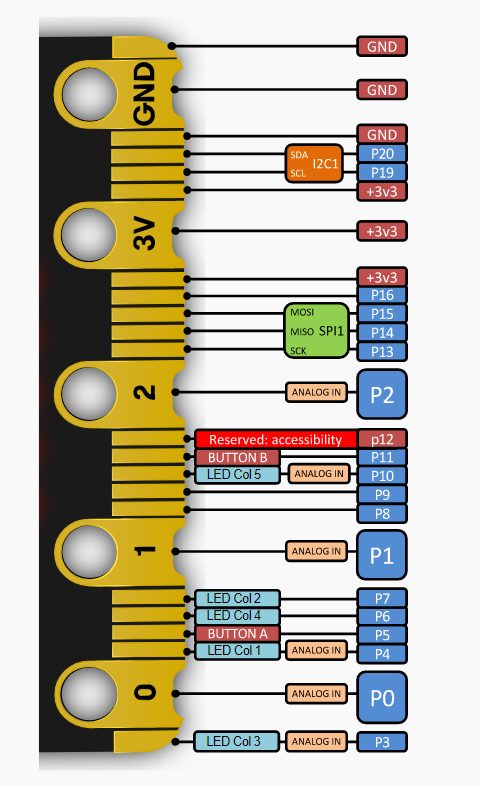 GND
GND
GND
GND
SDA I2C1 P20
SCL P19
+3v3
3V +3v3
+3v3
P16
MOSI P15
MISO SPI1 P14
SCK P13
2 ANALOG IN P2
Reserved: accessibility p12
BUTTON B P11
LED Col 5 ANALOG IN P10
P9
P8
1 ANALOG IN P1
LED Col 2 P7
LED Col 4 P6
BUTTON A P5
LED Col 1 ANALOG IN P4
0 ANALOG IN P0
LED Col 3 ANALOG IN P3